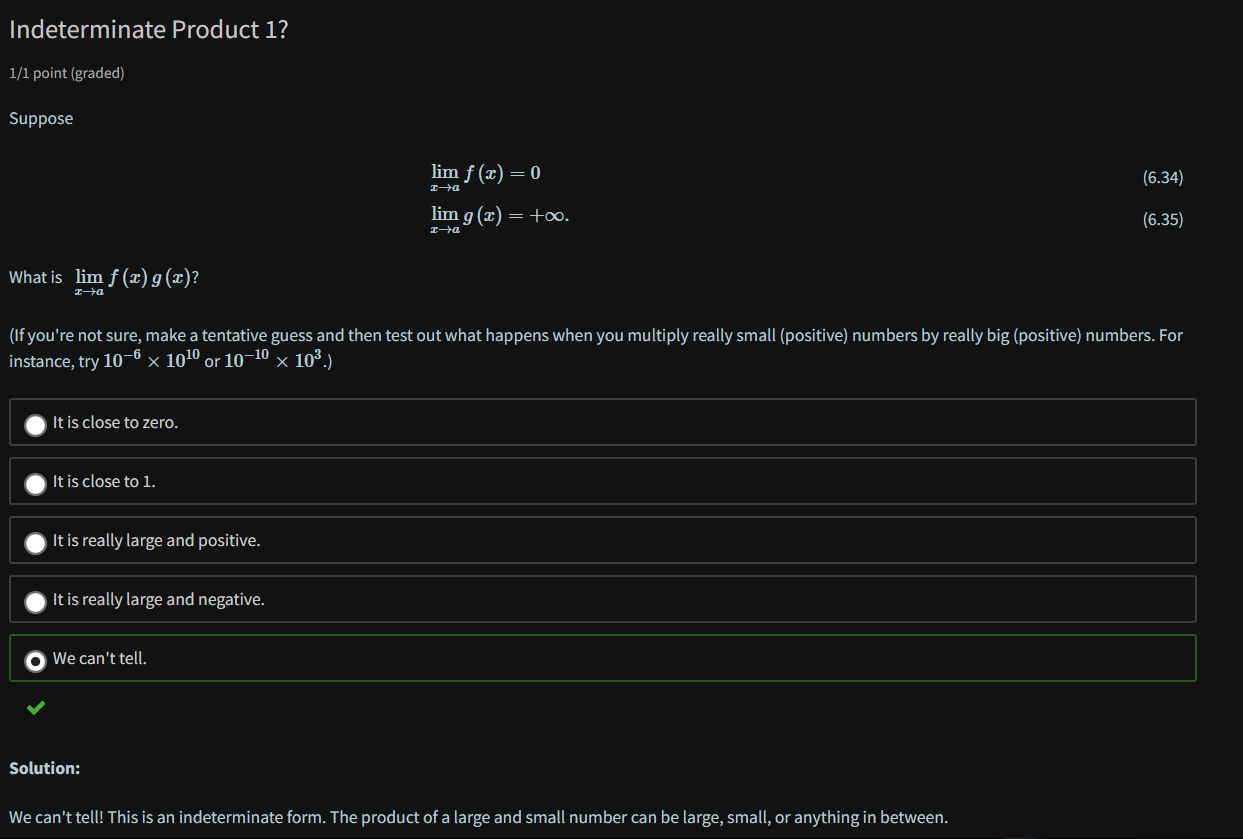 Indeterminate Product 1?
1/1 point (graded)
Suppose
lim x→a f (x) = 0 (6.34)
lim x→a g (x) = +∞. (6.35)
What is lim x→a f (x) g (x)?
(If you're not sure, make a tentative guess and then test out what happens when you multiply really small (positive) numbers by really big (positive) numbers. For
instance, try 10⁻⁶ × 10¹⁰ or 10⁻¹⁰ × 10³.)
It is close to zero.
It is close to 1.
It is really large and positive.
It is really large and negative.
We can't tell.
Solution:
We can't tell! This is an indeterminate form. The product of a large and small number can be large, small, or anything in between.